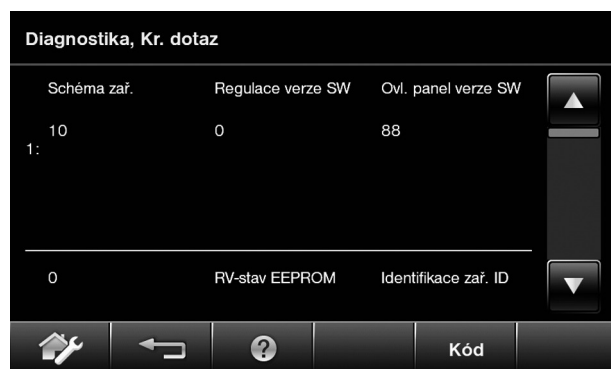 Diagnostika, Kr. dotaz
Schéma zař. Regulace verze SW Ovl. panel verze SW
10 0 88
1:
0 RV-stav EEPROM Identifikace zař. ID
? Kód